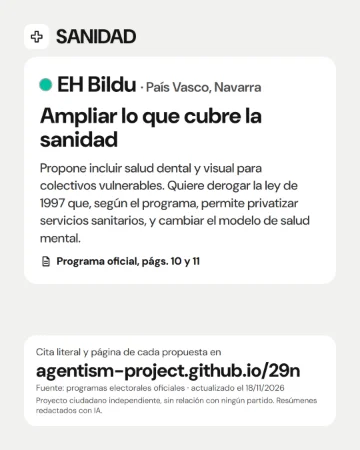 SANIDAD
EH Bildu · País Vasco, Navarra
Ampliar lo que cubre la
sanidad
Propone incluir salud dental y visual para
colectivos vulnerables. Quiere derogar la ley de
1997 que, según el programa, permite privatizar
servicios sanitarios, y cambiar el modelo de salud
mental.
Programa oficial, págs. 10 y 11
Cita literal y página de cada propuesta en
agentism-project.github.io/29n
Fuente: programas electorales oficiales · actualizado el 18/11/2026
Proyecto ciudadano independiente, sin relación con ningún partido. Resúmenes
redactados con IA.